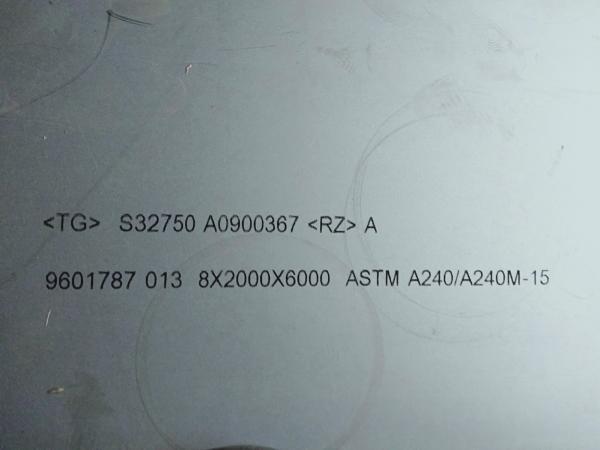 <TG> S32750 A0900367 <RZ> A
9601787 013 8X2000X6000 ASTM A240/A240M-15